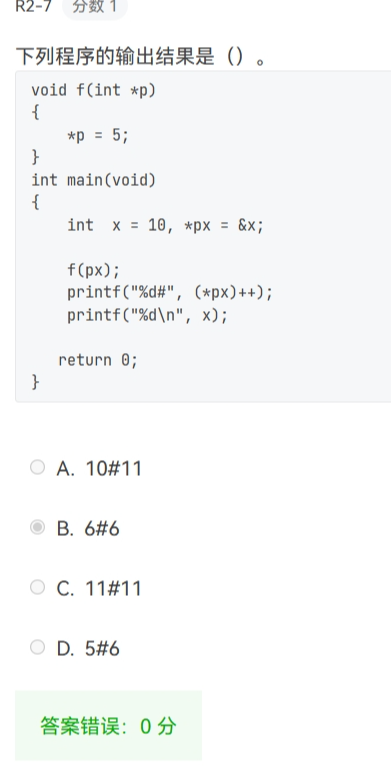 R2-7 分数 1
下列程序的输出结果是（）。
void f(int *p)
{
    *p = 5;
}
int main(void)
{
    int  x = 10, *px = &x;
    f(px);
    printf("%d#", (*px)++);
    printf("%d\n", x);
   return 0;
}
A. 10#11
B. 6#6
C. 11#11
D. 5#6
答案错误：0 分